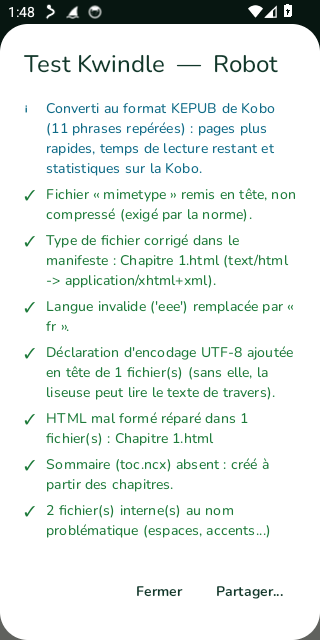 1:48
Test Kwindle — Robot
i Converti au format KEPUB de Kobo
(11 phrases repérées) : pages plus
rapides, temps de lecture restant et
statistiques sur la Kobo.
✓ Fichier « mimetype » remis en tête, non
compressé (exigé par la norme).
✓ Type de fichier corrigé dans le
manifeste : Chapitre 1.html (text/html
-> application/xhtml+xml).
✓ Langue invalide ('eee') remplacée par «
fr ».
✓ Déclaration d'encodage UTF-8 ajoutée
en tête de 1 fichier(s) (sans elle, la
liseuse peut lire le texte de travers).
✓ HTML mal formé réparé dans 1
fichier(s) : Chapitre 1.html
✓ Sommaire (toc.ncx) absent : créé à
partir des chapitres.
✓ 2 fichier(s) interne(s) au nom
problématique (espaces, accents...)
Fermer Partager...